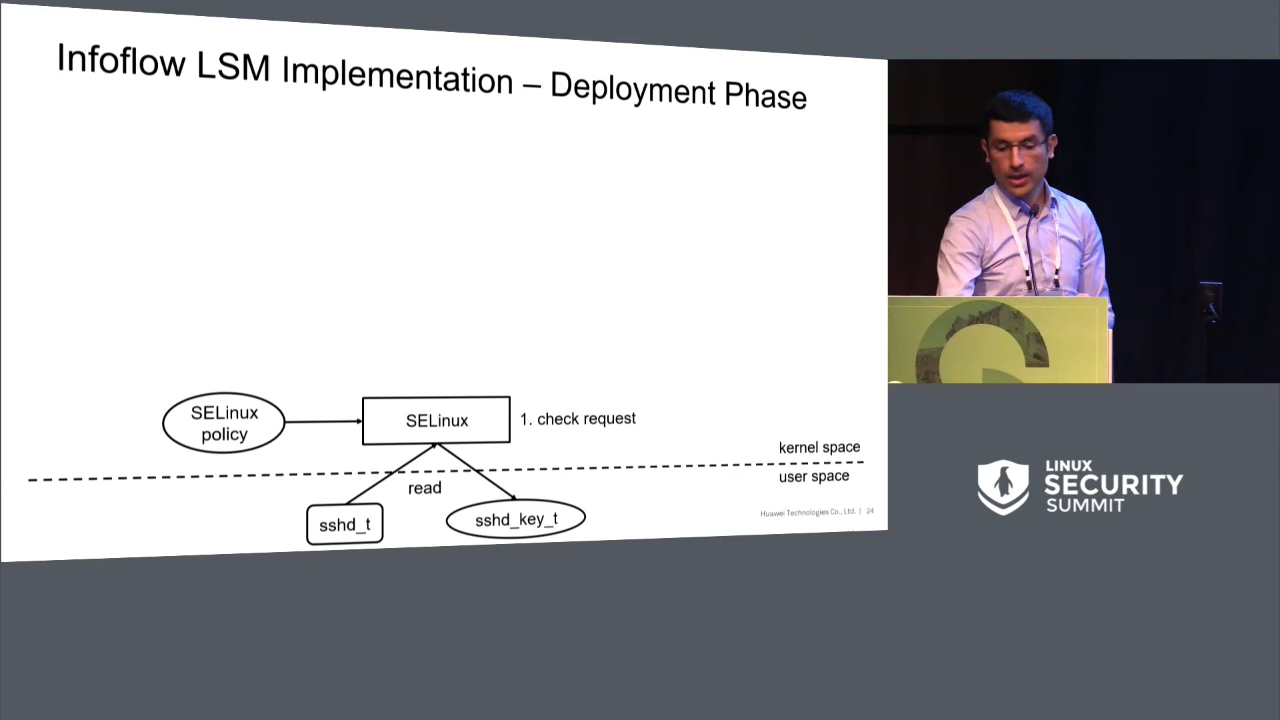 Infoflow LSM Implementation – Deployment Phase
SELinux
policy
SELinux
1. check request
kernel space
user space
read
sshd_t
sshd_key_t
Huawei Technologies Co., Ltd. | 24
LINUX
SECURITY
SUMMIT